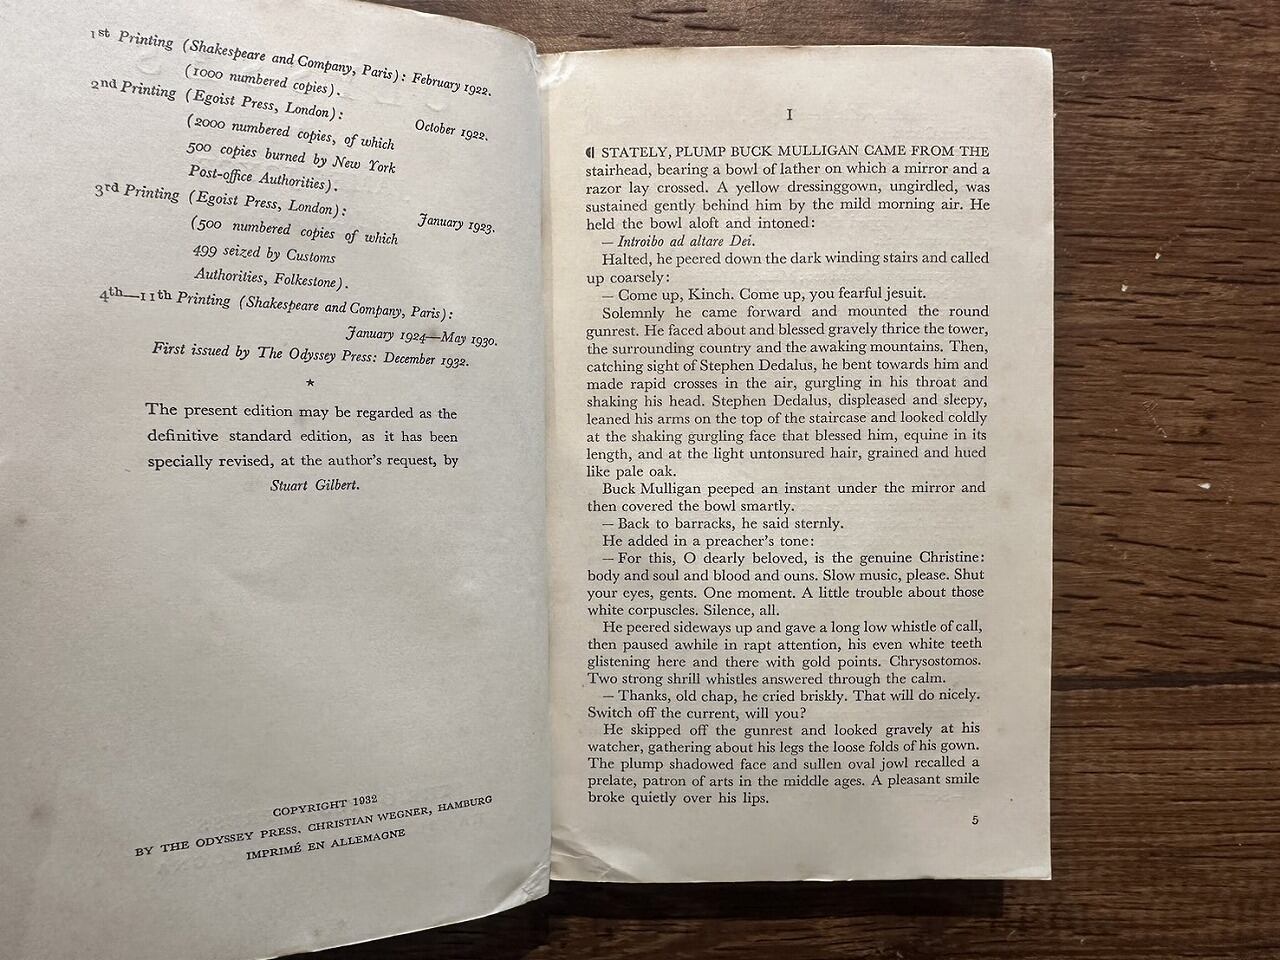 1st Printing (Shakespeare and Company, Paris): February 1922.
(1000 numbered copies).
2nd Printing (Egoist Press, London):
October 1922.
(2000 numbered copies, of which
500 copies burned by New York
Post-office Authorities).
3rd Printing (Egoist Press, London):
January 1923.
(500 numbered copies of which
499 seized by Customs
Authorities, Folkestone).
4th—11th Printing (Shakespeare and Company, Paris):
January 1924—May 1930.
First issued by The Odyssey Press: December 1932.
★
The present edition may be regarded as the
definitive standard edition, as it has been
specially revised, at the author's request, by
Stuart Gilbert.
COPYRIGHT 1932
BY THE ODYSSEY PRESS. CHRISTIAN WEGNER, HAMBURG
IMPRIMÉ EN ALLEMAGNE
I
¶ STATELY, PLUMP BUCK MULLIGAN CAME FROM THE
stairhead, bearing a bowl of lather on which a mirror and a
razor lay crossed. A yellow dressinggown, ungirdled, was
sustained gently behind him by the mild morning air. He
held the bowl aloft and intoned:
— Introibo ad altare Dei.
Halted, he peered down the dark winding stairs and called
up coarsely:
— Come up, Kinch. Come up, you fearful jesuit.
Solemnly he came forward and mounted the round
gunrest. He faced about and blessed gravely thrice the tower,
the surrounding country and the awaking mountains. Then,
catching sight of Stephen Dedalus, he bent towards him and
made rapid crosses in the air, gurgling in his throat and
shaking his head. Stephen Dedalus, displeased and sleepy,
leaned his arms on the top of the staircase and looked coldly
at the shaking gurgling face that blessed him, equine in its
length, and at the light untonsured hair, grained and hued
like pale oak.
Buck Mulligan peeped an instant under the mirror and
then covered the bowl smartly.
— Back to barracks, he said sternly.
He added in a preacher's tone:
— For this, O dearly beloved, is the genuine Christine:
body and soul and blood and ouns. Slow music, please. Shut
your eyes, gents. One moment. A little trouble about those
white corpuscles. Silence, all.
He peered sideways up and gave a long low whistle of call,
then paused awhile in rapt attention, his even white teeth
glistening here and there with gold points. Chrysostomos.
Two strong shrill whistles answered through the calm.
— Thanks, old chap, he cried briskly. That will do nicely.
Switch off the current, will you?
He skipped off the gunrest and looked gravely at his
watcher, gathering about his legs the loose folds of his gown.
The plump shadowed face and sullen oval jowl recalled a
prelate, patron of arts in the middle ages. A pleasant smile
broke quietly over his lips.
5